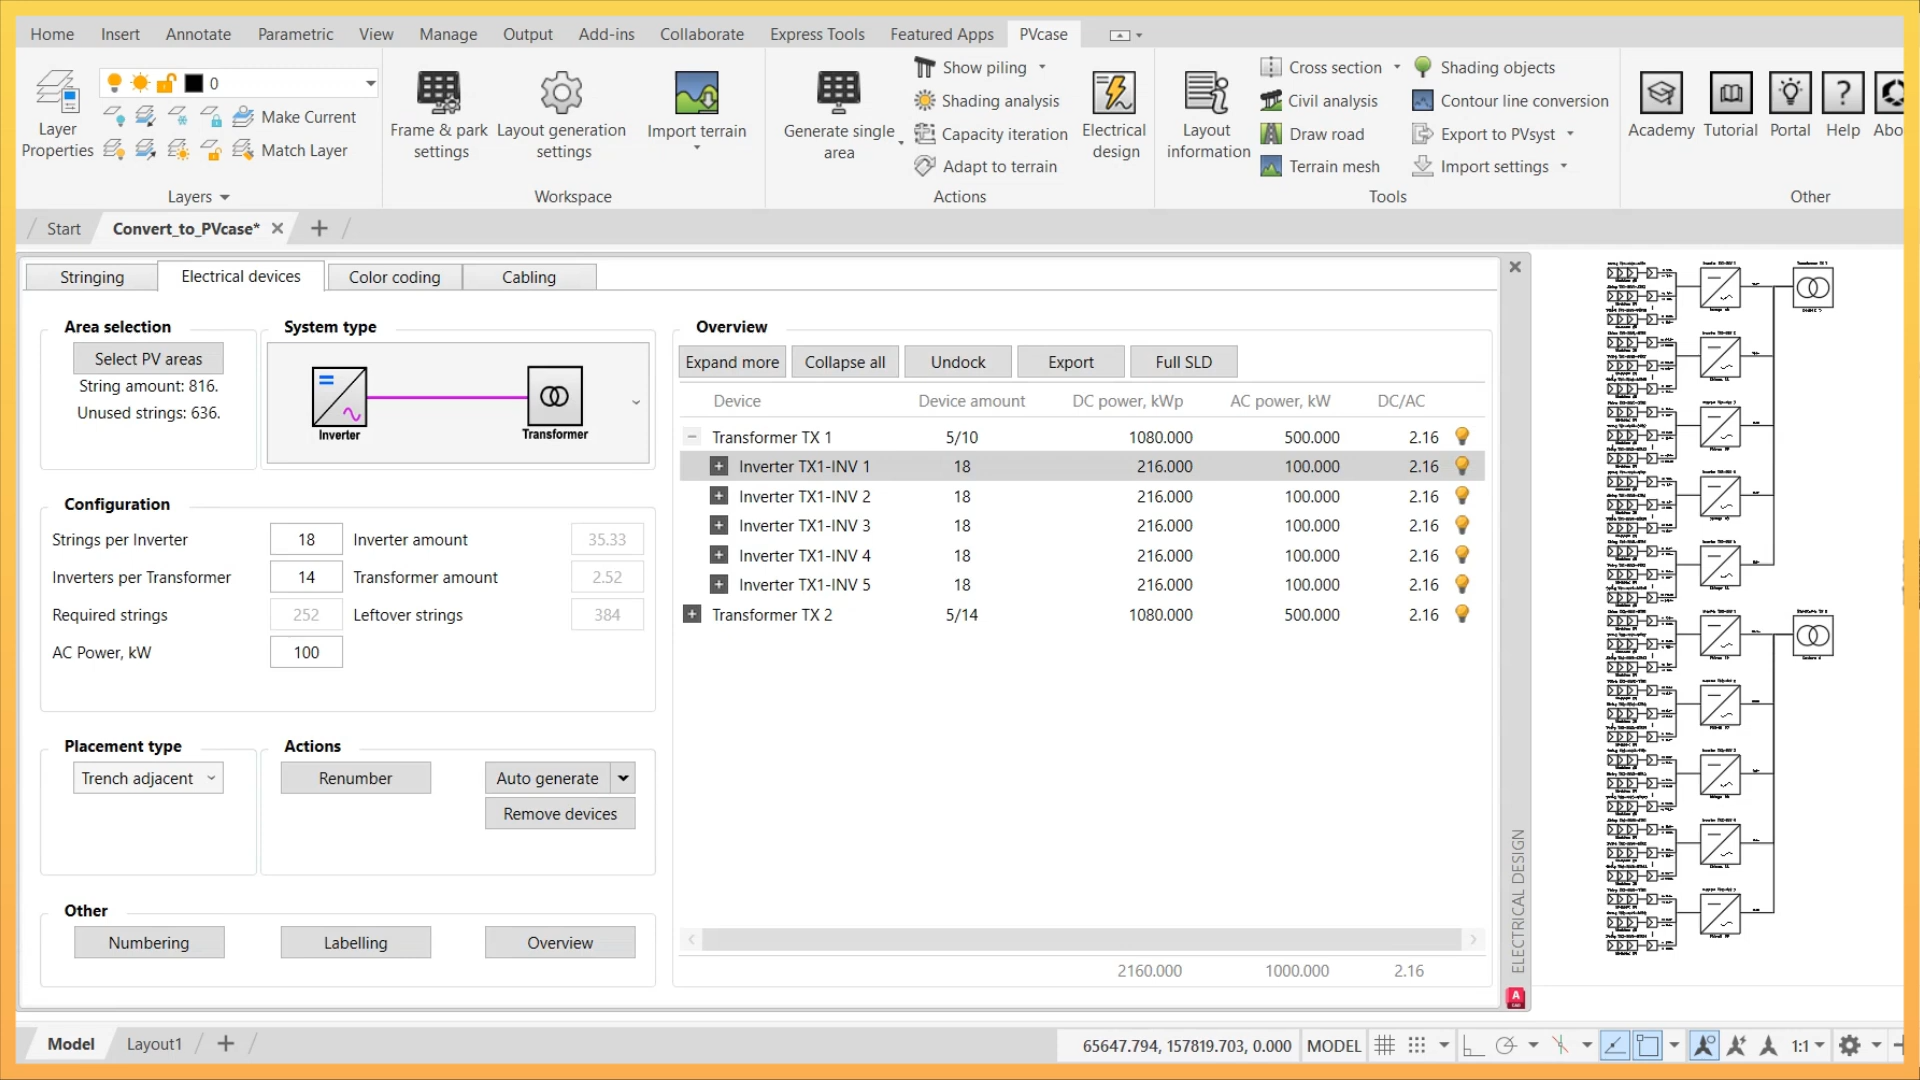 Home Insert Annotate Parametric View Manage Output Add-ins Collaborate Express Tools Featured Apps PVcase
0
Make Current
Match Layer
Layer Properties
Layers
Frame & park settings
Layout generation settings
Import terrain
Workspace
Generate single area
Show piling
Shading analysis
Capacity iteration
Adapt to terrain
Electrical design
Actions
Layout information
Cross section
Civil analysis
Draw road
Terrain mesh
Shading objects
Contour line conversion
Export to PVsyst
Import settings
Tools
Academy Tutorial Portal Help Abo
Other
Start Convert_to_PVcase*
Stringing Electrical devices Color coding Cabling
Area selection
Select PV areas
String amount: 816.
Unused strings: 636.
System type
Inverter Transformer
Configuration
Strings per Inverter 18 Inverter amount 35.33
Inverters per Transformer 14 Transformer amount 2.52
Required strings 252 Leftover strings 384
AC Power, kW 100
Placement type
Trench adjacent
Actions
Renumber Auto generate
Remove devices
Other
Numbering Labelling Overview
Overview
Expand more Collapse all Undock Export Full SLD
Device Device amount DC power, kWp AC power, kW DC/AC
Transformer TX 1 5/10 1080.000 500.000 2.16
Inverter TX1-INV 1 18 216.000 100.000 2.16
Inverter TX1-INV 2 18 216.000 100.000 2.16
Inverter TX1-INV 3 18 216.000 100.000 2.16
Inverter TX1-INV 4 18 216.000 100.000 2.16
Inverter TX1-INV 5 18 216.000 100.000 2.16
Transformer TX 2 5/14 1080.000 500.000 2.16
2160.000 1000.000 2.16
ELECTRICAL DESIGN
Model Layout1
65647.794, 157819.703, 0.000 MODEL 1:1